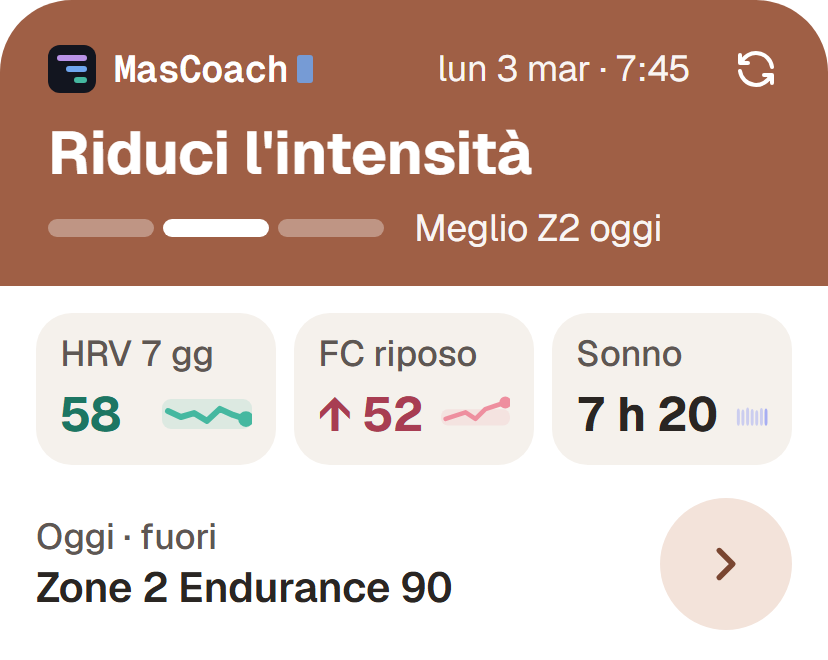 MasCoach
lun 3 mar · 7:45
Riduci l'intensità
Meglio Z2 oggi
HRV 7 gg
58
FC riposo
↑ 52
Sonno
7 h 20
Oggi · fuori
Zone 2 Endurance 90